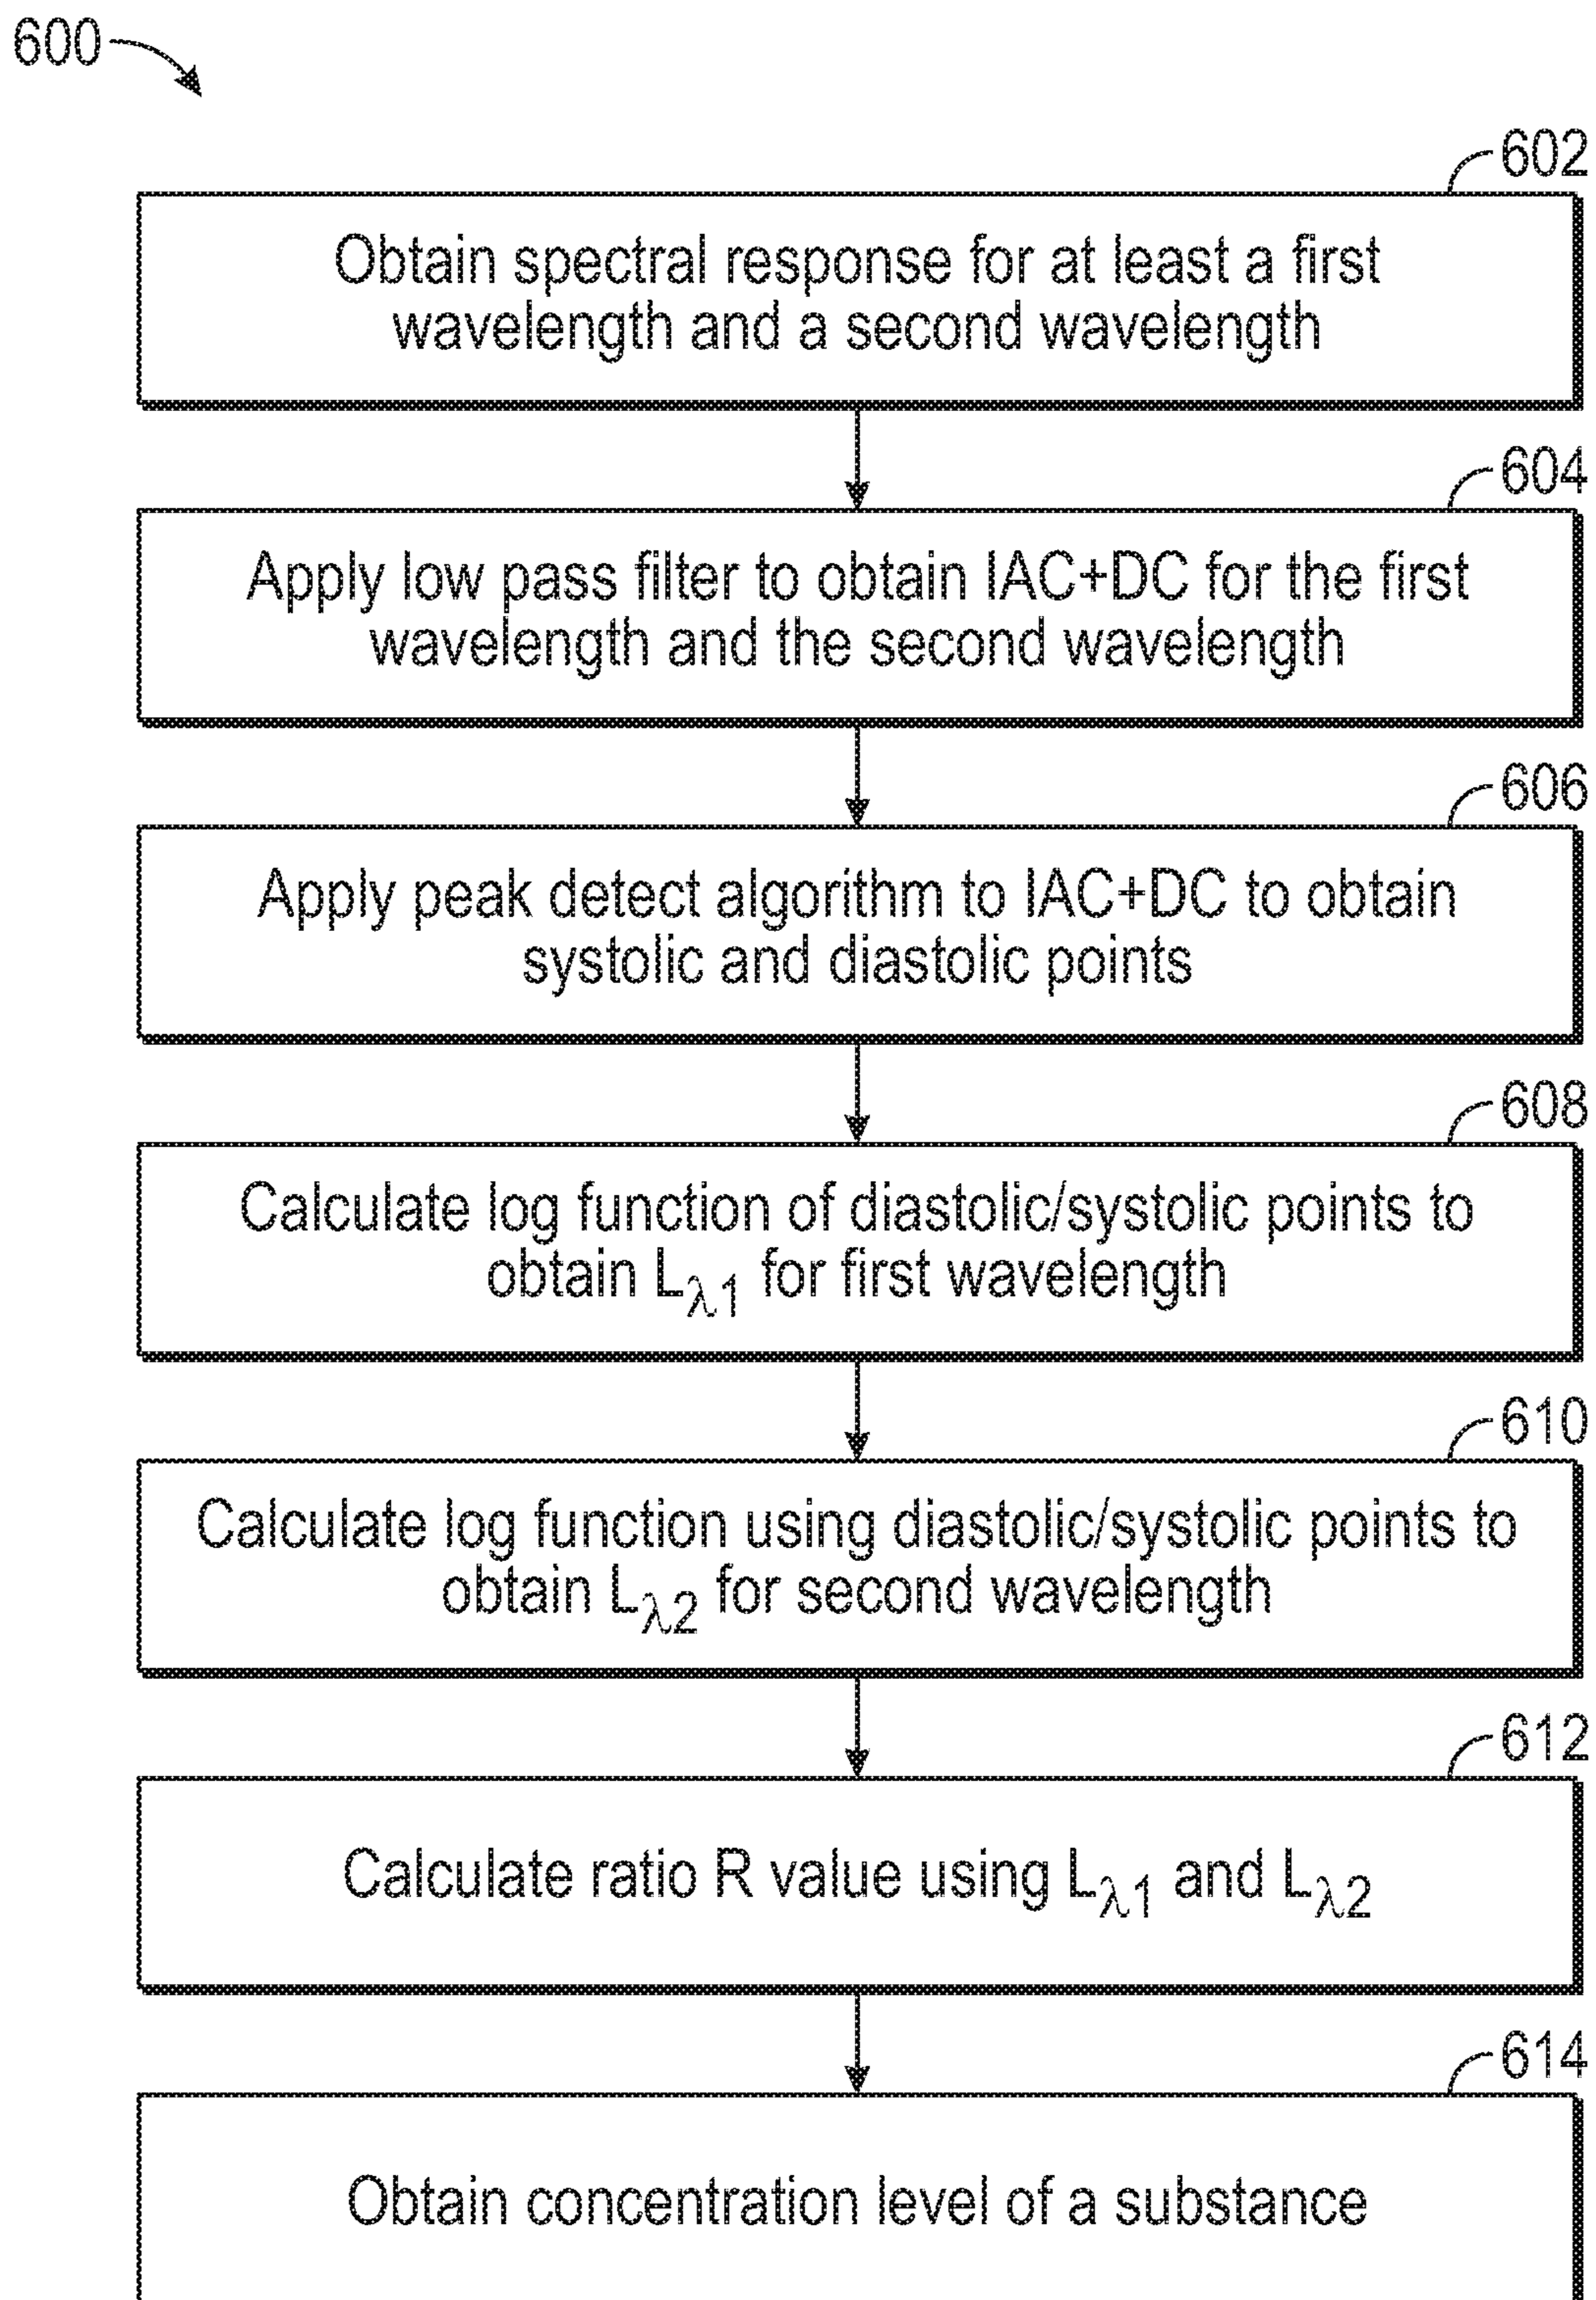 600
602
Obtain spectral response for at least a first
wavelength and a second wavelength
604
Apply low pass filter to obtain IAC+DC for the first
wavelength and the second wavelength
606
Apply peak detect algorithm to IAC+DC to obtain
systolic and diastolic points
608
Calculate log function of diastolic/systolic points to
obtain Lλ1 for first wavelength
610
Calculate log function using diastolic/systolic points to
obtain Lλ2 for second wavelength
612
Calculate ratio R value using Lλ1 and Lλ2
614
Obtain concentration level of a substance